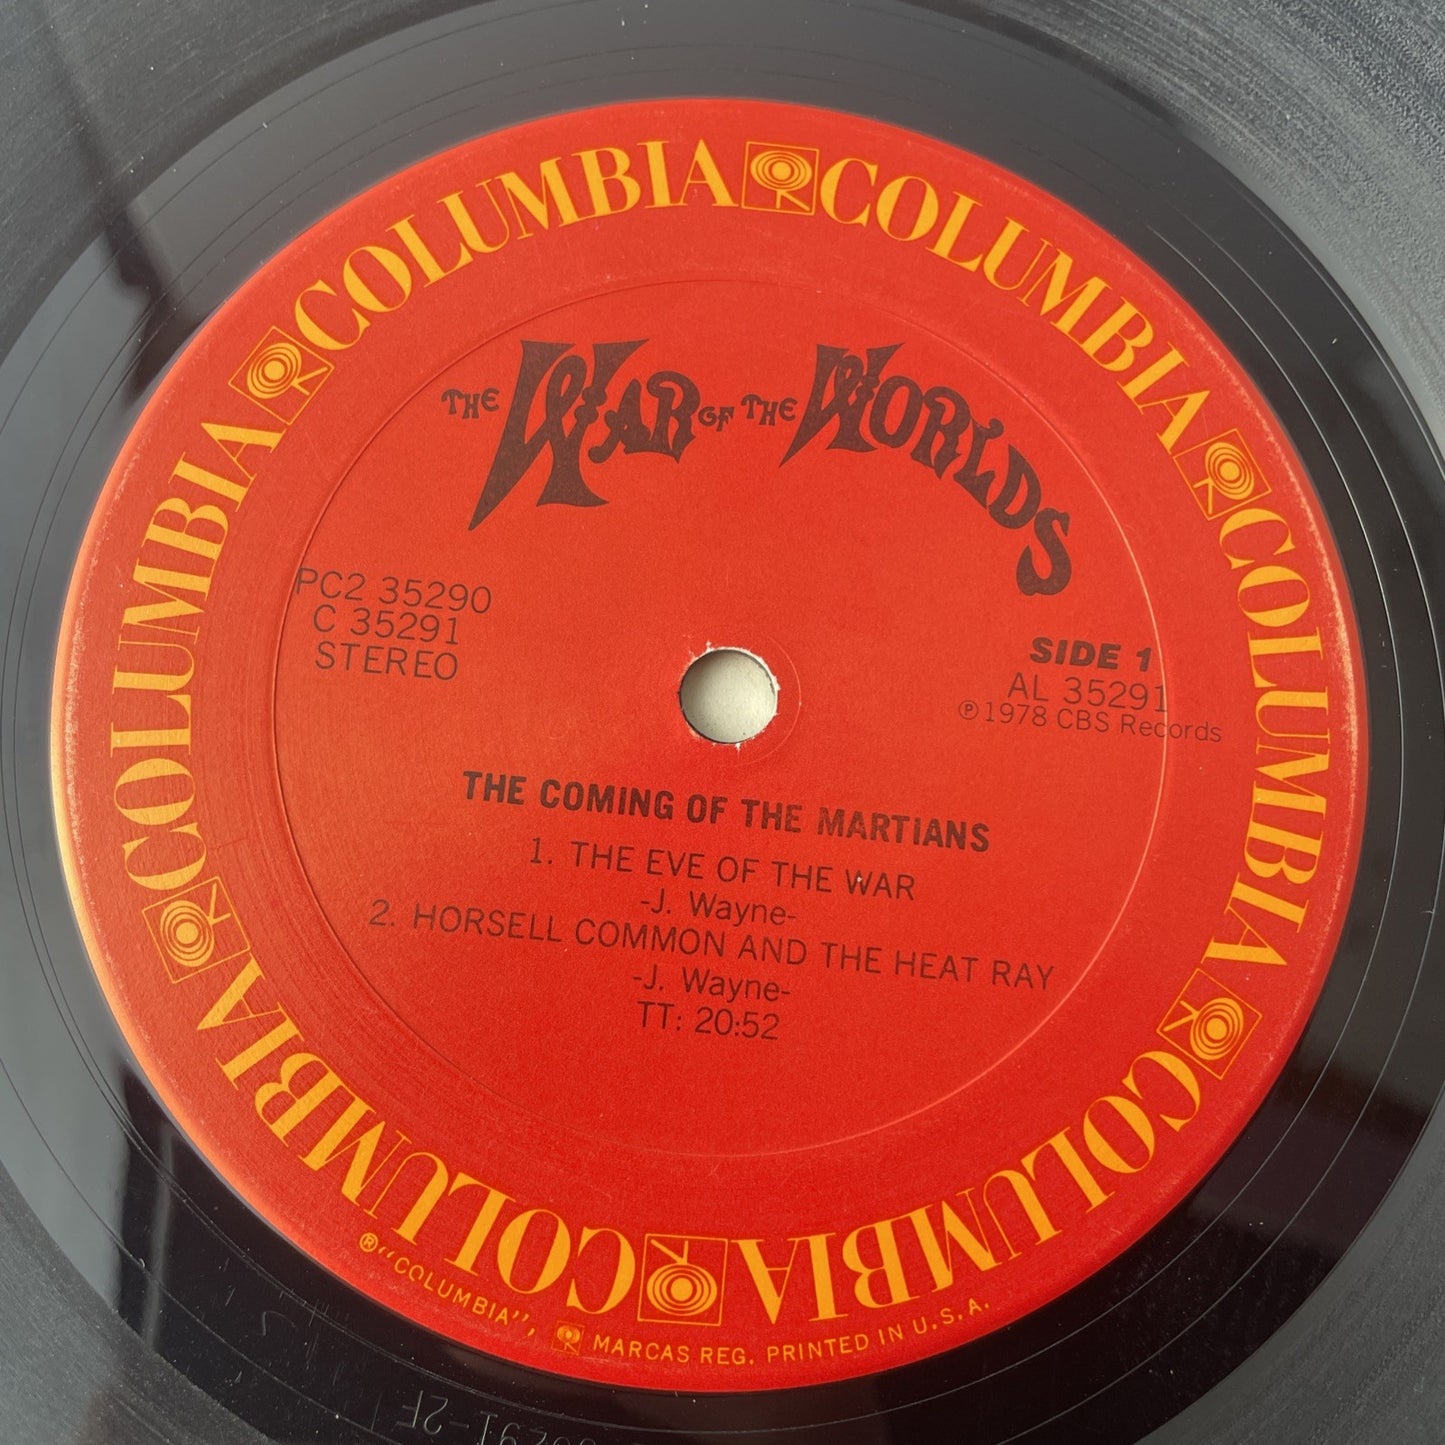 COLUMBIA COLUMBIA COLUMBIA COLUMBIA COLUMBIA COLUMBIA
THE WAR OF THE WORLDS
PC2 35290
C 35291
STEREO
SIDE 1
AL 35291
℗ 1978 CBS Records
THE COMING OF THE MARTIANS
1. THE EVE OF THE WAR
-J. Wayne-
2. HORSELL COMMON AND THE HEAT RAY
-J. Wayne-
TT: 20:52
® "COLUMBIA", MARCAS REG. PRINTED IN U.S.A.